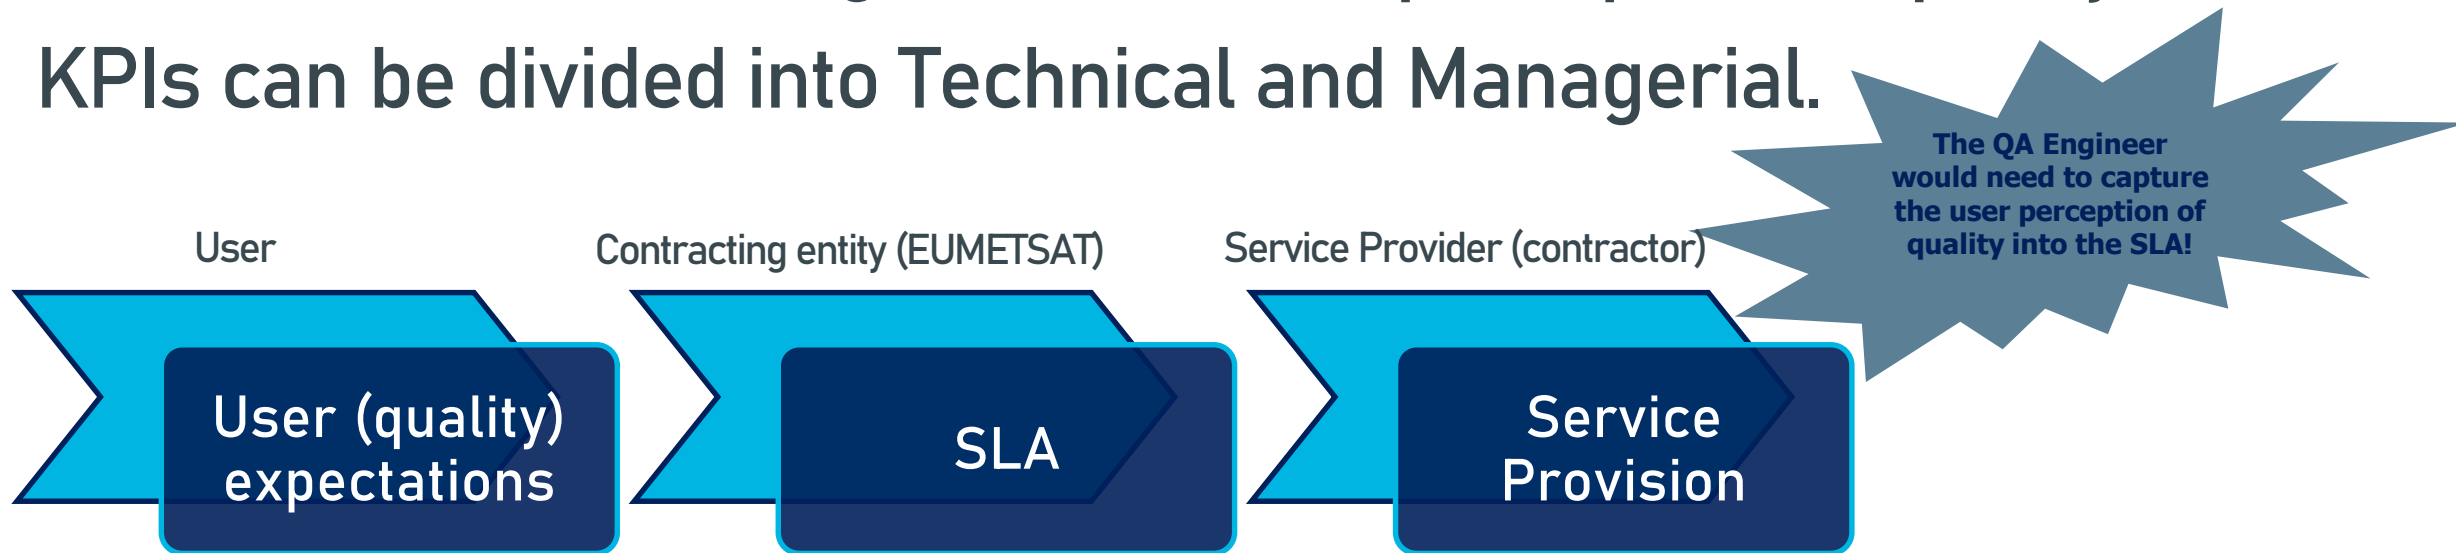 KPIs can be divided into Technical and Managerial.
The QA Engineer
would need to capture
the user perception of
quality into the SLA!
User
Contracting entity (EUMETSAT)
Service Provider (contractor)
User (quality)
expectations
SLA
Service
Provision